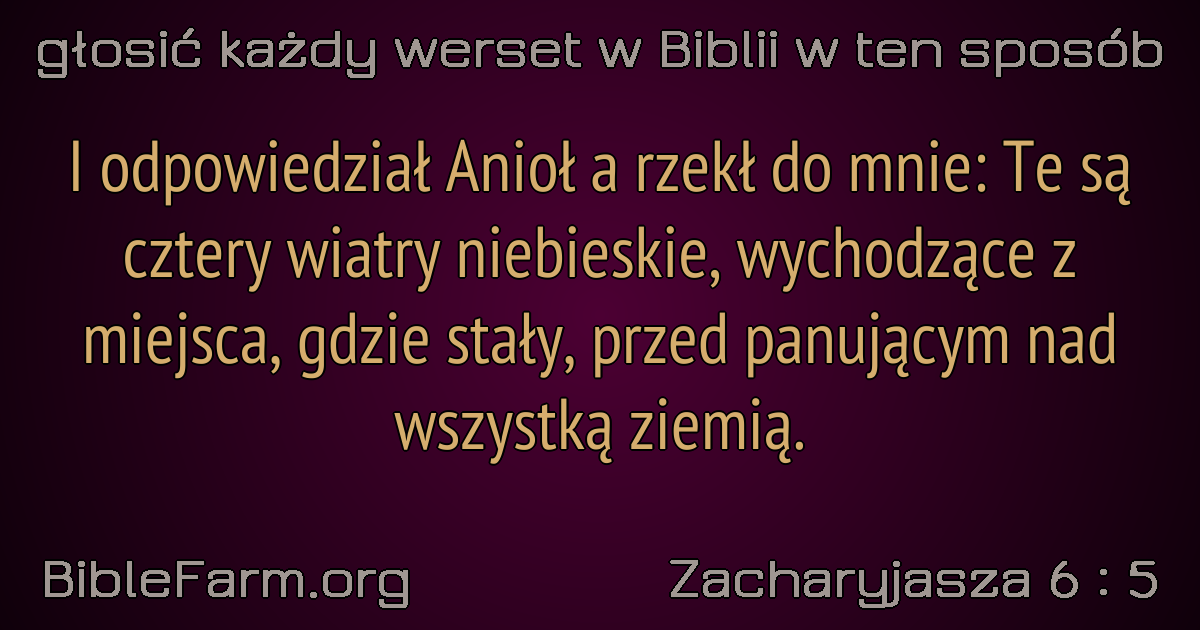 głosić każdy werset w Biblii w ten sposób
I odpowiedział Anioł a rzekł do mnie: Te są
cztery wiatry niebieskie, wychodzące z
miejsca, gdzie stały, przed panującym nad
wszystką ziemią.
BibleFarm.org
Zacharyjasza 6 : 5